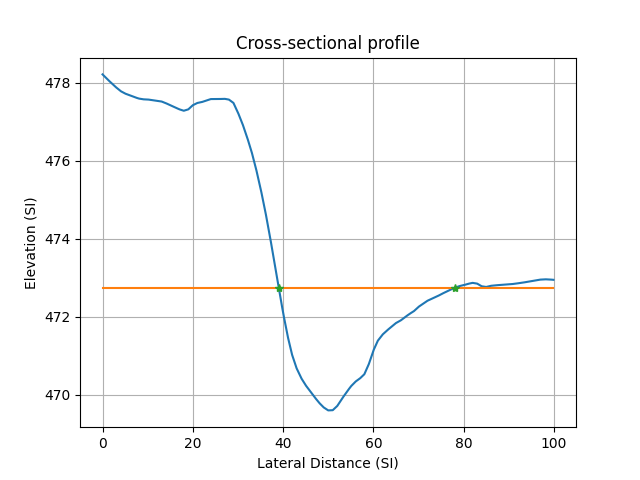 Cross-sectional profile
478
476
474
472
470
Elevation (SI)
0 20 40 60 80 100
Lateral Distance (SI)